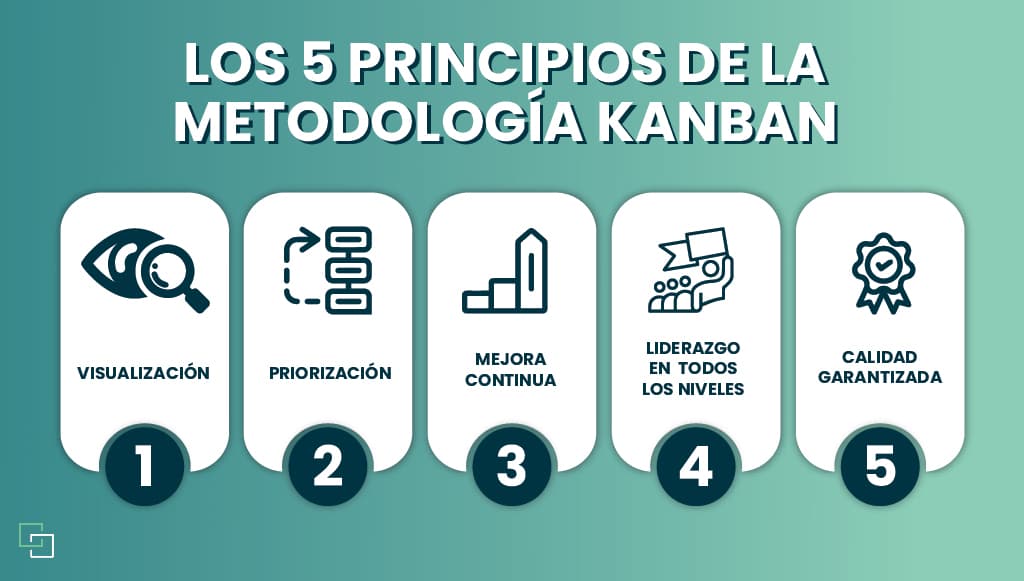 LOS 5 PRINCIPIOS DE LA
METODOLOGÍA KANBAN
VISUALIZACIÓN
1
PRIORIZACIÓN
2
MEJORA
CONTINUA
3
LIDERAZGO
EN TODOS
LOS NIVELES
4
CALIDAD
GARANTIZADA
5